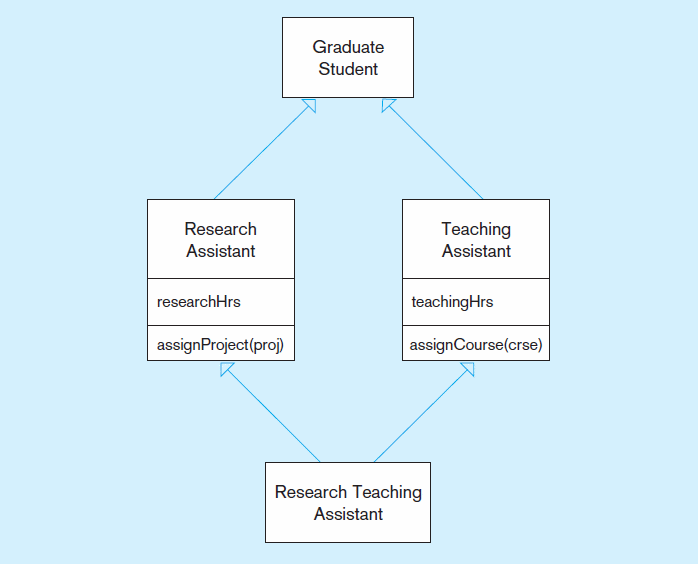 Graduate
Student
Research
Assistant
researchHrs
assignProject(proj)
Teaching
Assistant
teachingHrs
assignCourse(crse)
Research Teaching
Assistant